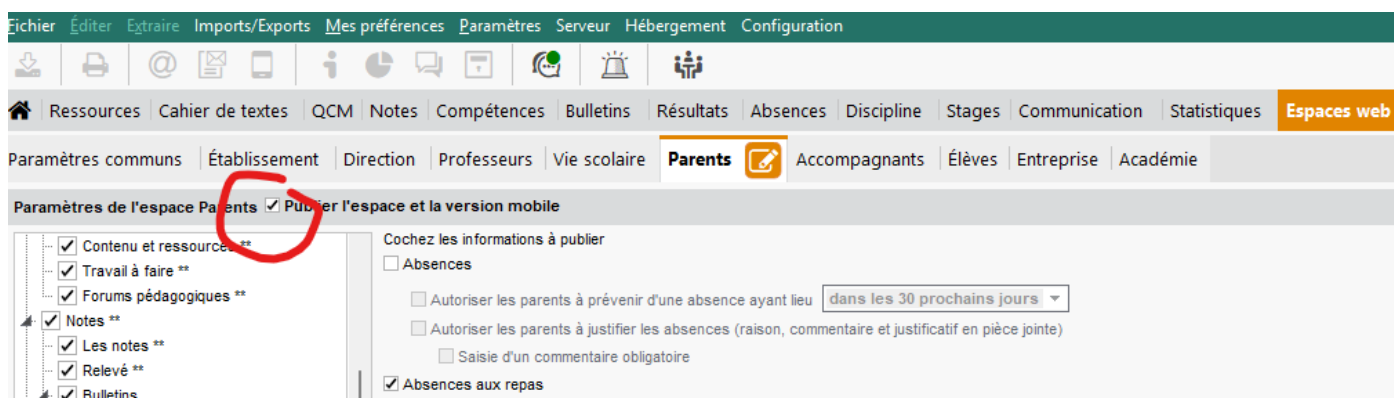 Fichier Éditer Extraire Imports/Exports Mes préférences Paramètres Serveur Hébergement Configuration
Ressources Cahier de textes QCM Notes Compétences Bulletins Résultats Absences Discipline Stages Communication Statistiques Espaces web
Paramètres communs Établissement Direction Professeurs Vie scolaire Parents Accompagnants Élèves Entreprise Académie
Paramètres de l'espace Parents Publier l'espace et la version mobile
Contenu et ressources **
Travail à faire **
Forums pédagogiques **
Notes **
Les notes **
Relevé **
Bulletins
Cochez les informations à publier
Absences
Autoriser les parents à prévenir d'une absence ayant lieu dans les 30 prochains jours
Autoriser les parents à justifier les absences (raison, commentaire et justificatif en pièce jointe)
Saisie d'un commentaire obligatoire
Absences aux repas